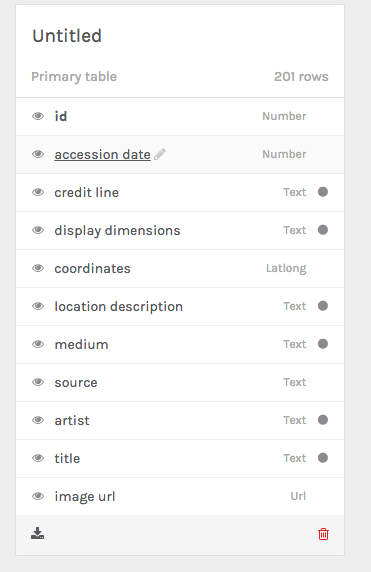 Untitled
Primary table 201 rows
id Number
accession date Number
credit line Text
display dimensions Text
coordinates Latlong
location description Text
medium Text
source Text
artist Text
title Text
image url Url